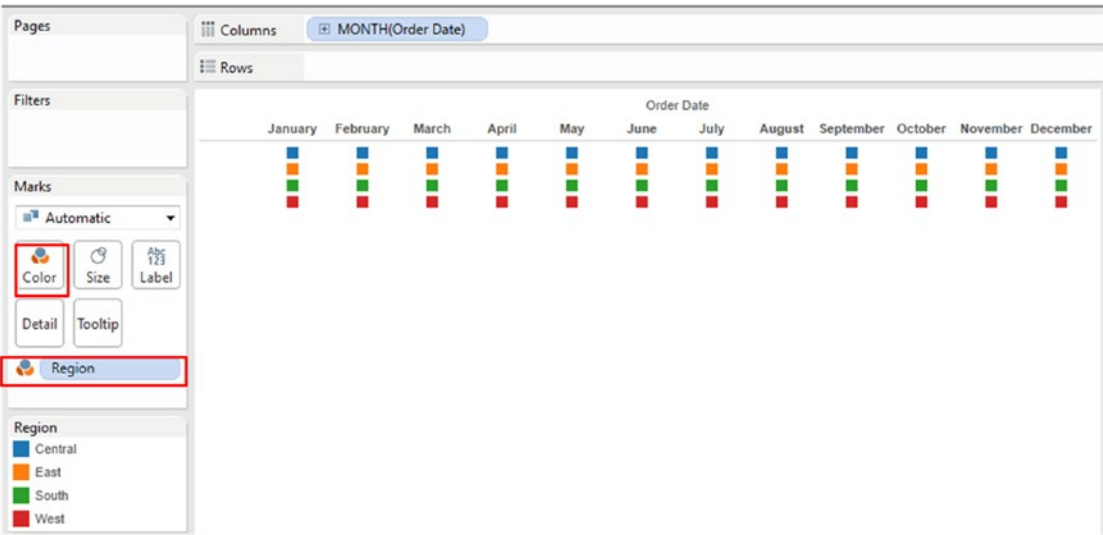 Pages
Columns
MONTH(Order Date)
Rows
Filters
Order Date
January February March April May June July August September October November December
Marks
Automatic
Color Size Abc 123 Label
Detail Tooltip
Region
Region
Central
East
South
West